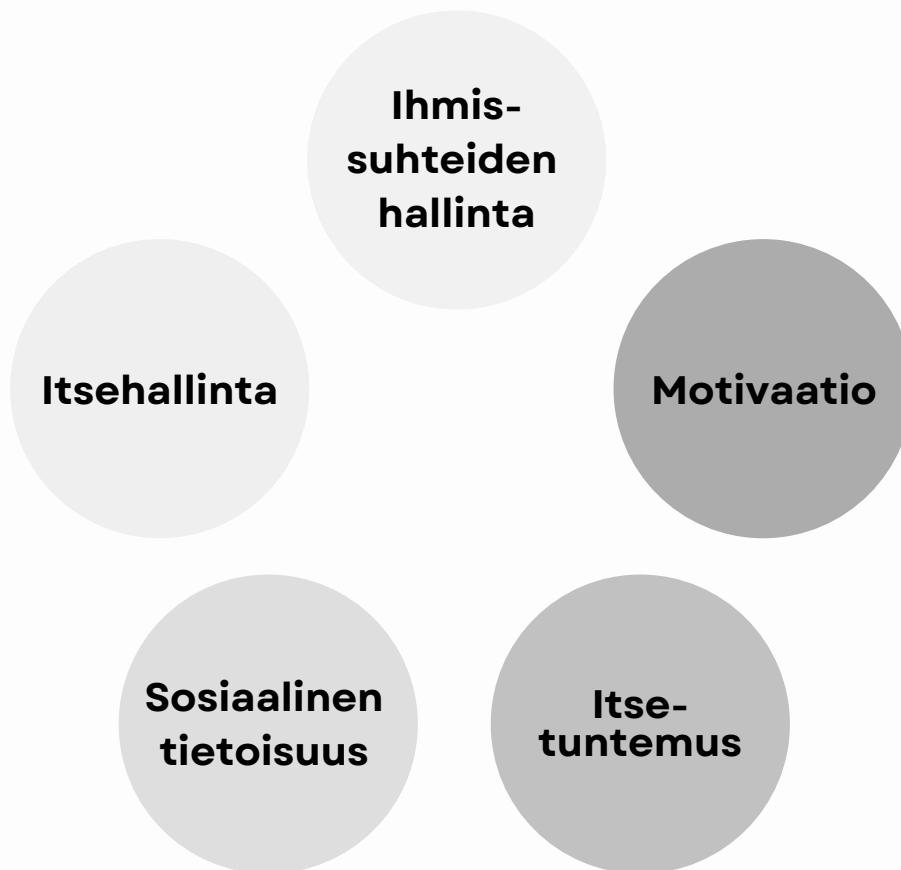 Ihmis-
suhteiden
hallinta
Itsehallinta
Motivaatio
Sosiaalinen
tietoisuus
Itse-
tuntemus